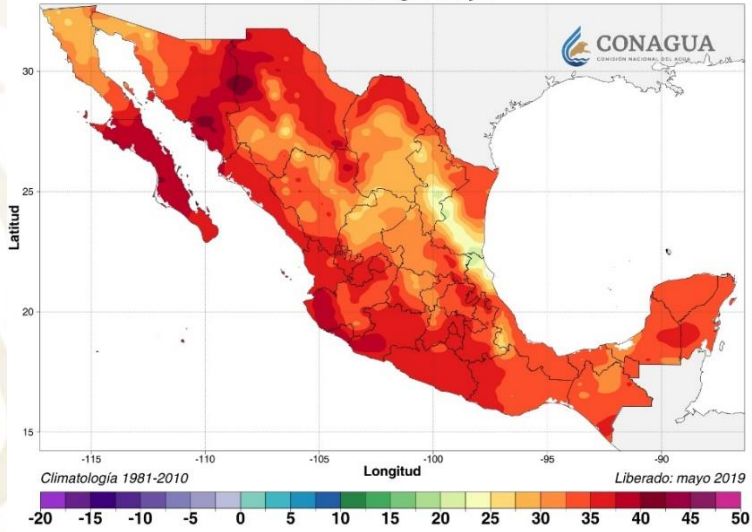 CONAGUA
COMISIÓN NACIONAL DEL AGUA
30
25
20
15
Latitud
-115 -110 -105 -100 -95 -90
Longitud
Climatología 1981-2010
Liberado: mayo 2019
-20 -15 -10 -5 0 5 10 15 20 25 30 35 40 45 50